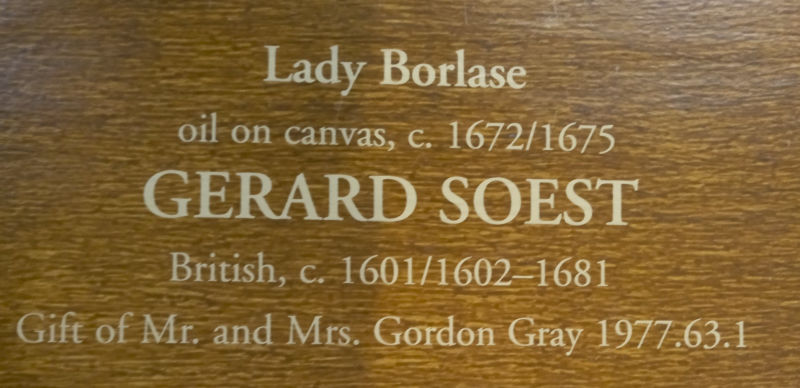 Lady Borlase
oil on canvas, c. 1672/1675
GERARD SOEST
British, c. 1601/1602–1681
Gift of Mr. and Mrs. Gordon Gray 1977.63.1